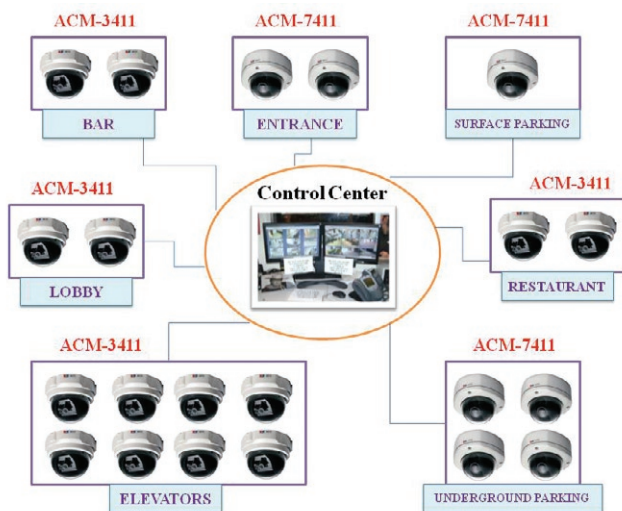 ACM-3411
ACM-7411
ACM-7411
BAR
ENTRANCE
SURFACE PARKING
ACM-3411
Control Center
ACM-3411
LOBBY
RESTAURANT
ACM-3411
ACM-7411
ELEVATORS
UNDERGROUND PARKING